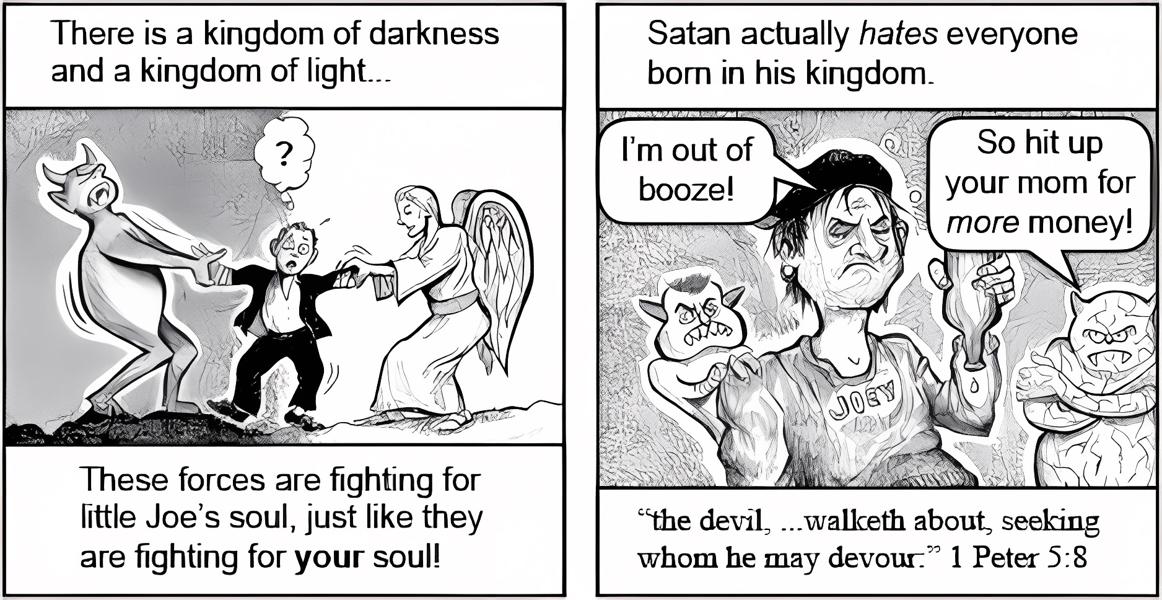 There is a kingdom of darkness
and a kingdom of light...
?
These forces are fighting for
little Joe's soul, just like they
are fighting for your soul!
Satan actually hates everyone
born in his kingdom.
I'm out of
booze!
So hit up
your mom for
more money!
JOEY
“the devil, ...walketh about, seeking
whom he may devour.” 1 Peter 5:8